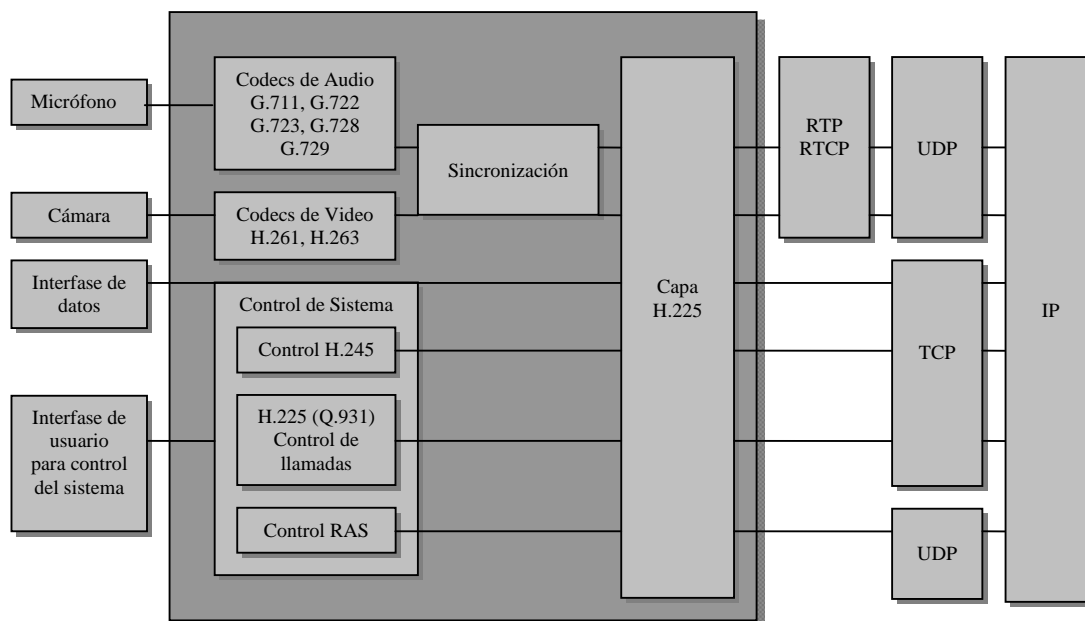 Micrófono
Codecs de Audio
G.711, G.722
G.723, G.728
G.729
Sincronización
Cámara
Codecs de Video
H.261, H.263
Interfase de
datos
Interfase de
usuario
para control
del sistema
Control de Sistema
Control H.245
H.225 (Q.931)
Control de
llamadas
Control RAS
Capa
H.225
RTP
RTCP
UDP
TCP
UDP
IP